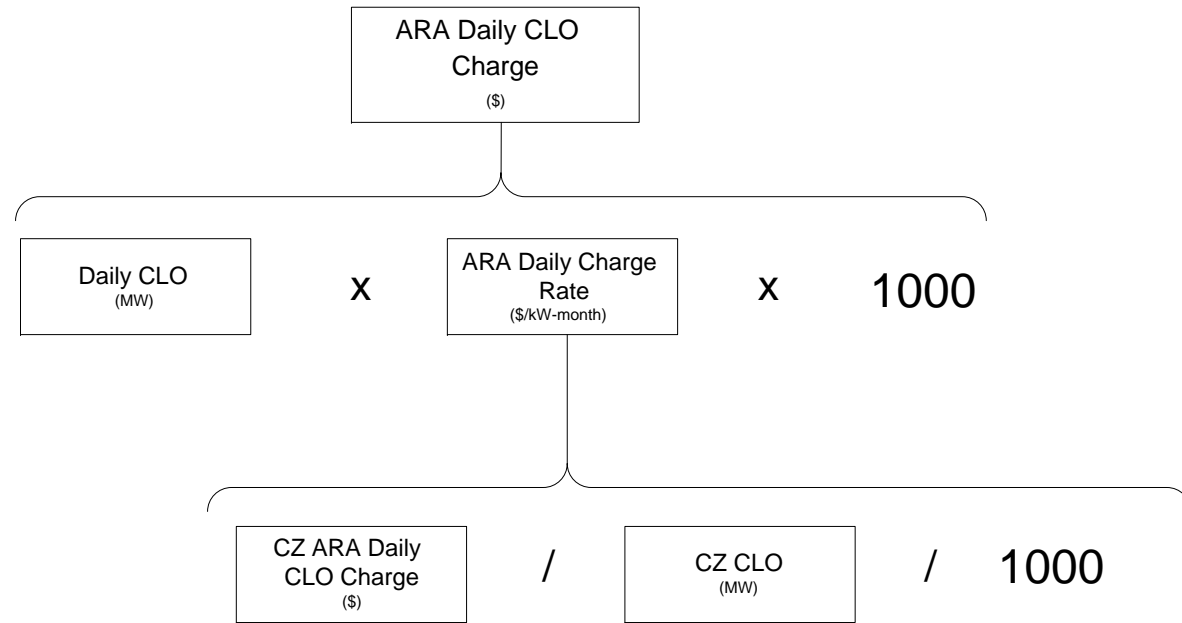 ARA Daily CLO
Charge
($)
Daily CLO
(MW)
x
ARA Daily Charge
Rate
($/kW-month)
x
1000
CZ ARA Daily
CLO Charge
($)
/
CZ CLO
(MW)
/
1000